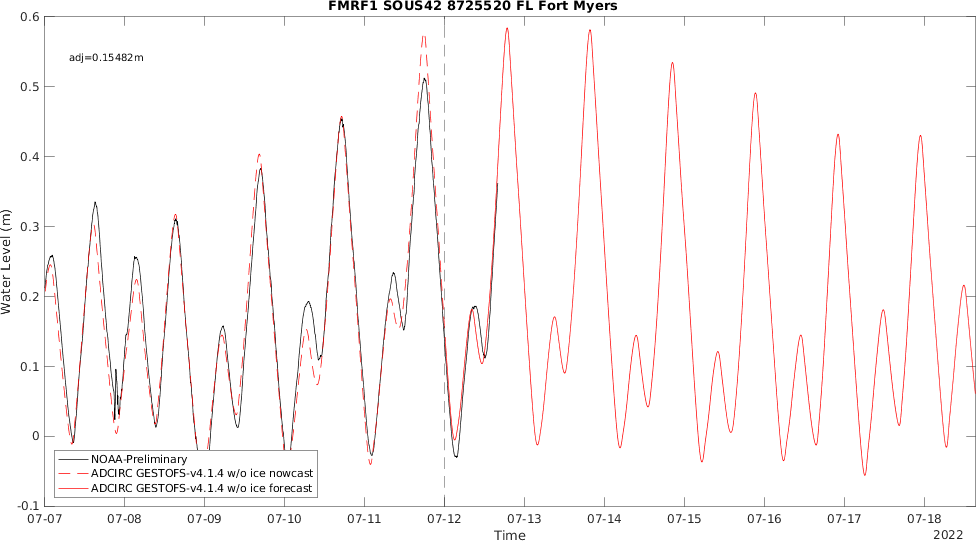 FMRF1 SOUS42 8725520 FL Fort Myers
adj=0.15482m
0.6
0.5
0.4
0.3
0.2
0.1
0
-0.1
Water Level (m)
NOAA-Preliminary
ADCIRC GESTOFS-v4.1.4 w/o ice nowcast
ADCIRC GESTOFS-v4.1.4 w/o ice forecast
07-07 07-08 07-09 07-10 07-11 07-12 07-13 07-14 07-15 07-16 07-17 07-18
Time
2022